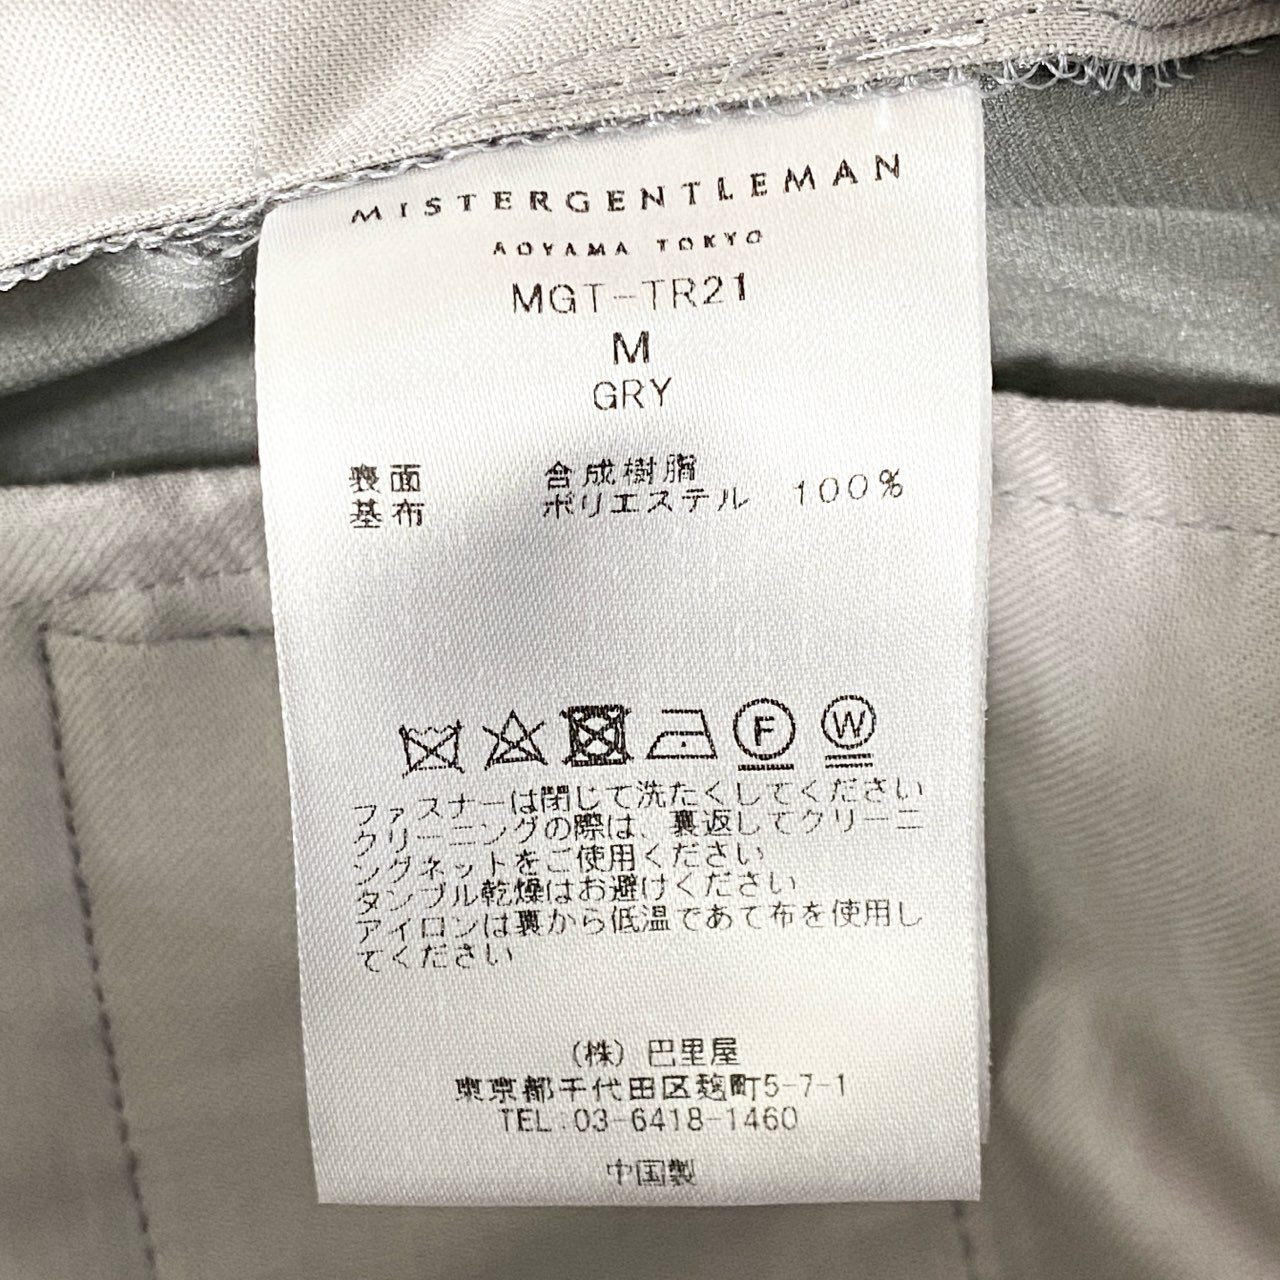 MISTERGENTLEMAN
AOYAMA TOKYO
MGT-TR21
M
GRY
表面 合成樹脂
基布 ポリエステル 100%
F W
ファスナーは閉じて洗たくしてください
クリーニングの際は、裏返してクリーニ
ングネットをご使用ください
タンブル乾燥はお避けください
アイロンは裏から低温であて布を使用し
てください
(株) 巴里屋
東京都千代田区麹町5-7-1
TEL:03-6418-1460
中国製